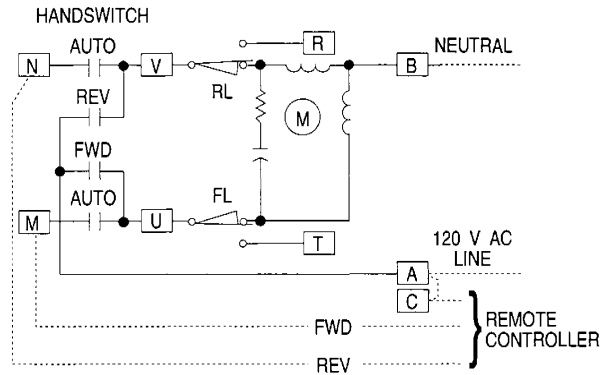 HANDSWITCH
AUTO
R
N
V
B
NEUTRAL
REV
RL
M
FWD
AUTO
FL
M
U
T
120 V AC
LINE
A
C
REMOTE
CONTROLLER
FWD
REV